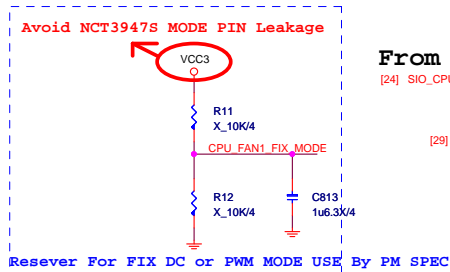 Avoid NCT3947S MODE PIN Leakage
VCC3
From
[24] SIO_CPU
R11
X_10K/4
[29]
CPU_FAN1_FIX_MODE
R12
X_10K/4
C813
1u6.3X/4
Resever For FIX DC or PWM MODE USE By PM SPEC